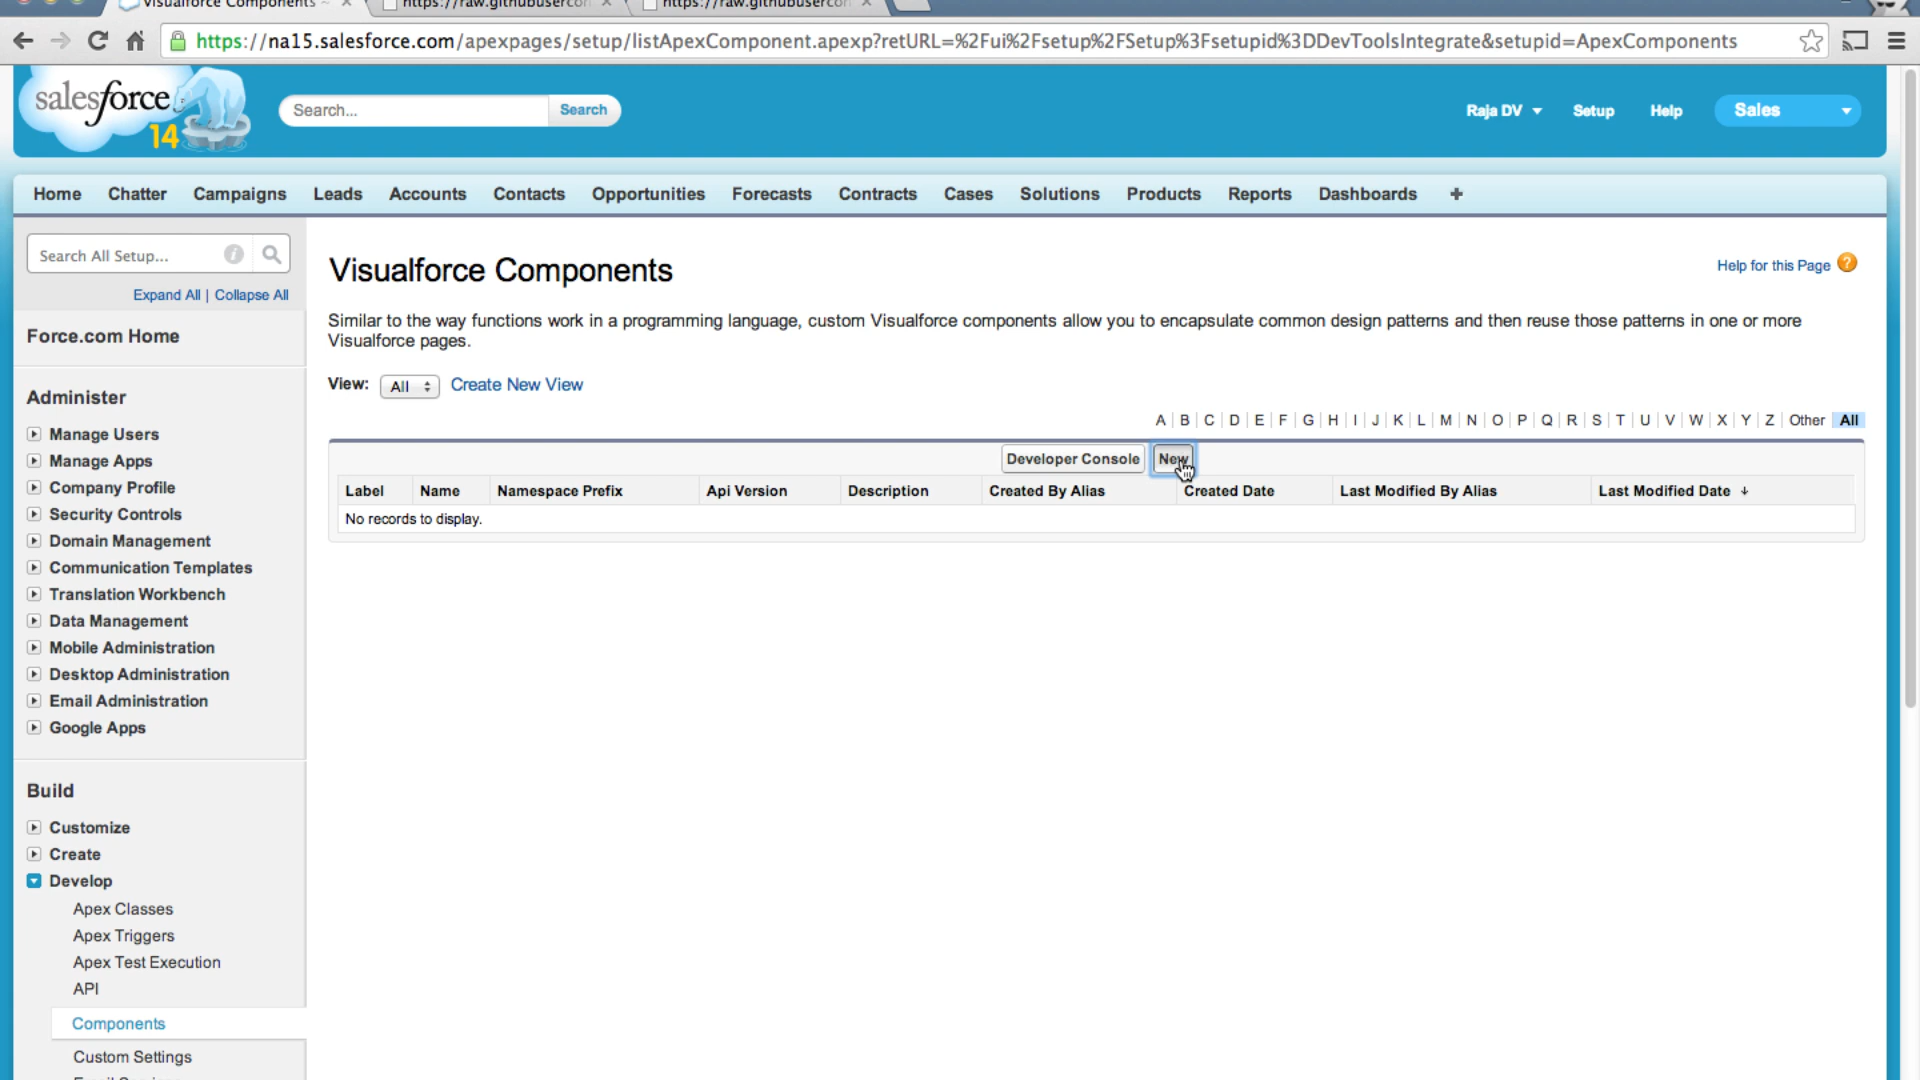 Visualforce Components ~
https://raw.githubusercon
https://raw.githubusercon
https://na15.salesforce.com/apexpages/setup/listApexComponent.apexp?retURL=%2Fui%2Fsetup%2FSetup%3Fsetupid%3DDevToolsIntegrate&setupid=ApexComponents
salesforce
14
Search...
Search
Raja DV
Setup
Help
Sales
Home
Chatter
Campaigns
Leads
Accounts
Contacts
Opportunities
Forecasts
Contracts
Cases
Solutions
Products
Reports
Dashboards
+
Search All Setup...
Expand All | Collapse All
Force.com Home
Administer
Manage Users
Manage Apps
Company Profile
Security Controls
Domain Management
Communication Templates
Translation Workbench
Data Management
Mobile Administration
Desktop Administration
Email Administration
Google Apps
Build
Customize
Create
Develop
Apex Classes
Apex Triggers
Apex Test Execution
API
Components
Custom Settings
Visualforce Components
Help for this Page ?
Similar to the way functions work in a programming language, custom Visualforce components allow you to encapsulate common design patterns and then reuse those patterns in one or more
Visualforce pages.
View: All Create New View
A | B | C | D | E | F | G | H | I | J | K | L | M | N | O | P | Q | R | S | T | U | V | W | X | Y | Z | Other All
Developer Console New
Label Name Namespace Prefix Api Version Description Created By Alias Created Date Last Modified By Alias Last Modified Date
No records to display.